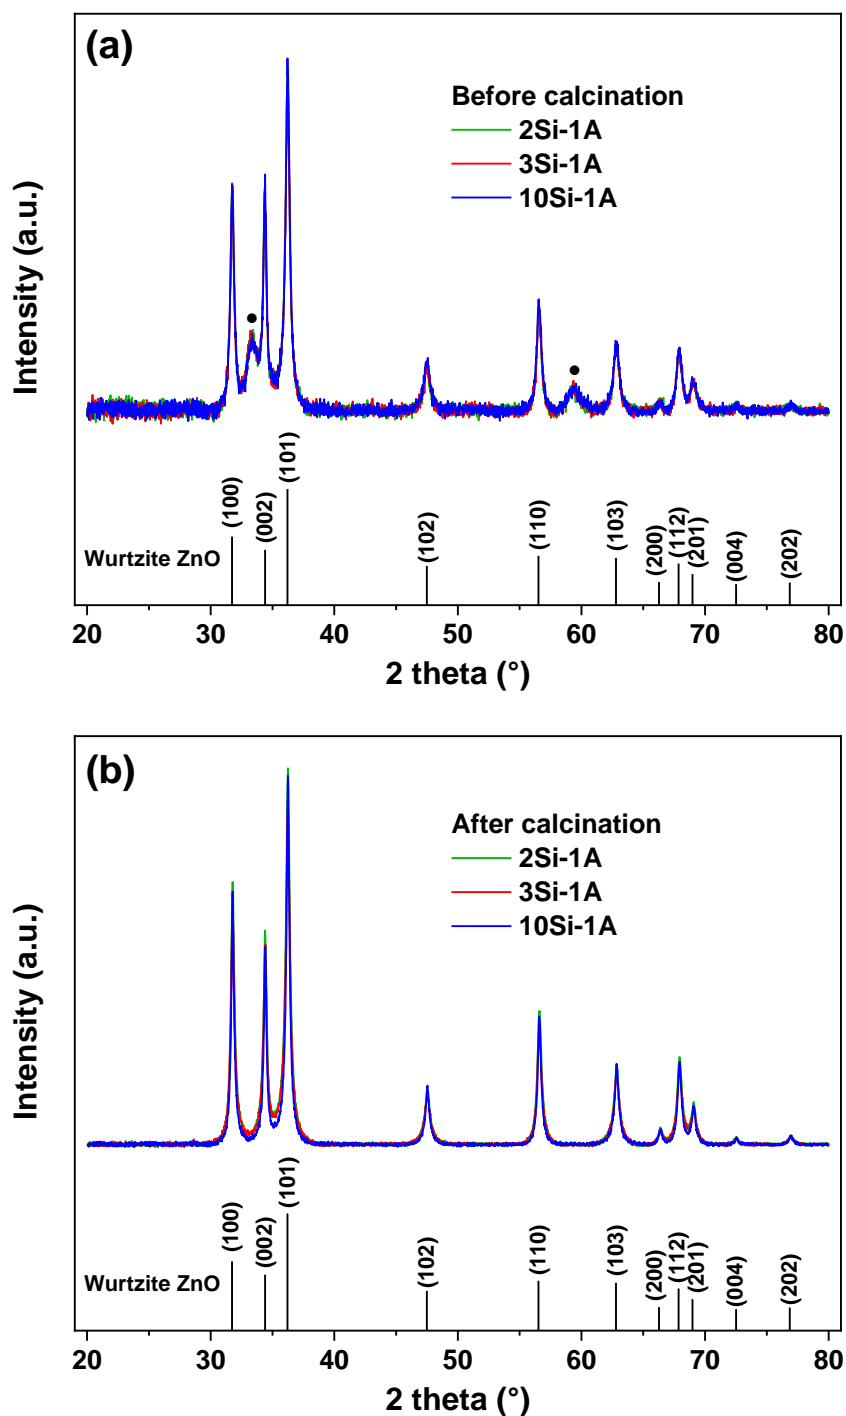 (a)
Before calcination
2Si-1A
3Si-1A
10Si-1A
Intensity (a.u.)
(100)
(002)
(101)
(102)
(110)
(103)
(200)
(112)
(201)
(004)
(202)
Wurtzite ZnO
20 30 40 50 60 70 80
2 theta (°)
(b)
After calcination
2Si-1A
3Si-1A
10Si-1A
Intensity (a.u.)
(100)
(002)
(101)
(102)
(110)
(103)
(200)
(112)
(201)
(004)
(202)
Wurtzite ZnO
20 30 40 50 60 70 80
2 theta (°)